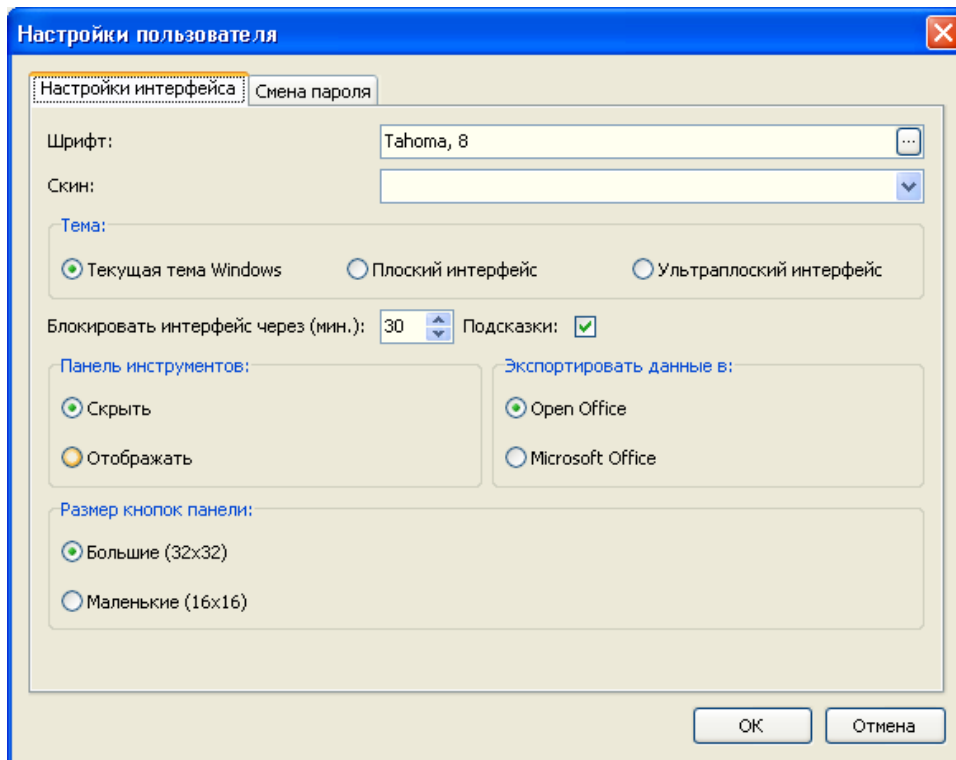 Настройки пользователя
Настройки интерфейса Смена пароля
Шрифт: Tahoma, 8 ...
Скин:
Тема:
Текущая тема Windows Плоский интерфейс Ультраплоский интерфейс
Блокировать интерфейс через (мин.): 30 Подсказки:
Панель инструментов: Экспортировать данные в:
Скрыть Open Office
Отображать Microsoft Office
Размер кнопок панели:
Большие (32x32)
Маленькие (16x16)
OK Отмена